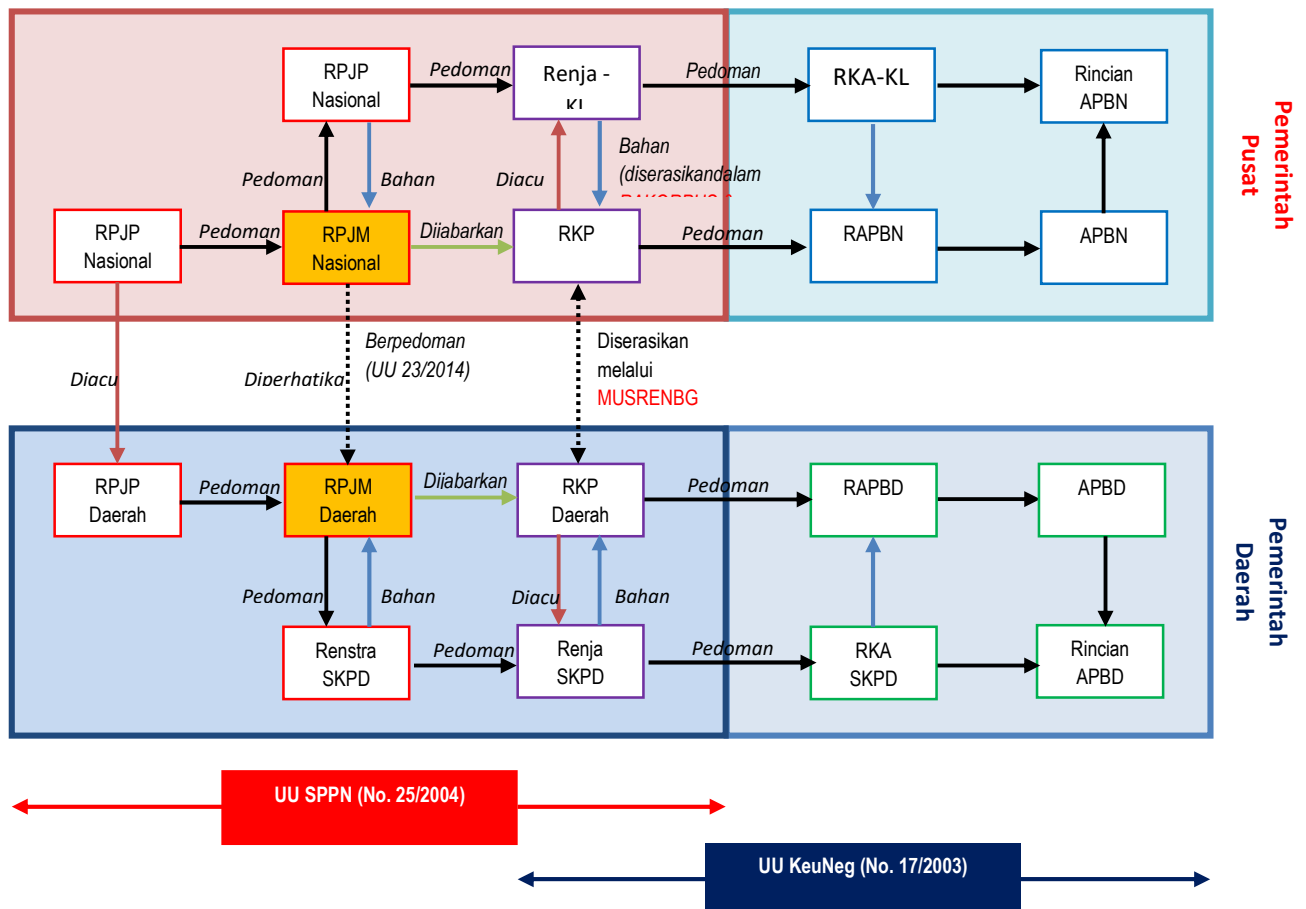 RPJP
Nasional
Pedoman
Renja -
KL
Pedoman
RKA-KL
Rincian
APBN
Pedoman
Bahan
Diacu
Bahan
(diserasikandalam
RPJP
Nasional
Pedoman
RPJM
Nasional
Dijabarkan
RKP
Pedoman
RAPBN
APBN
Pemerintah
Pusat
Diacu
Diperhatika
Berpedoman
(UU 23/2014)
Diserasikan
melalui
MUSRENBG
RPJP
Daerah
Pedoman
RPJM
Daerah
Dijabarkan
RKP
Daerah
Pedoman
RAPBD
APBD
Pedoman
Bahan
Diacu
Bahan
Renstra
SKPD
Pedoman
Renja
SKPD
Pedoman
RKA
SKPD
Rincian
APBD
Pemerintah
Daerah
UU SPPN (No. 25/2004)
UU KeuNeg (No. 17/2003)